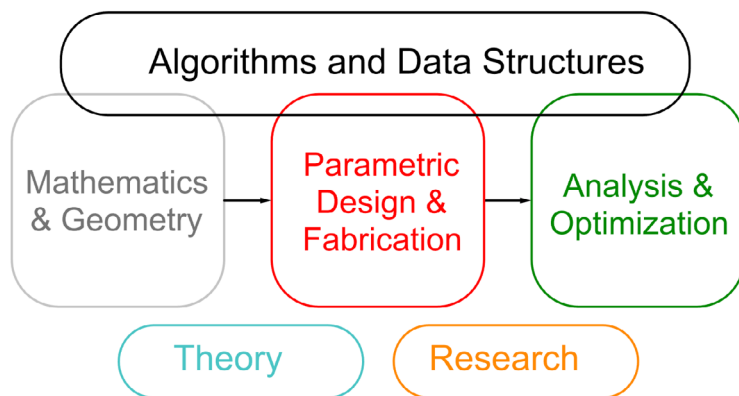 Algorithms and Data Structures
Mathematics
& Geometry
Parametric
Design &
Fabrication
Analysis &
Optimization
Theory
Research